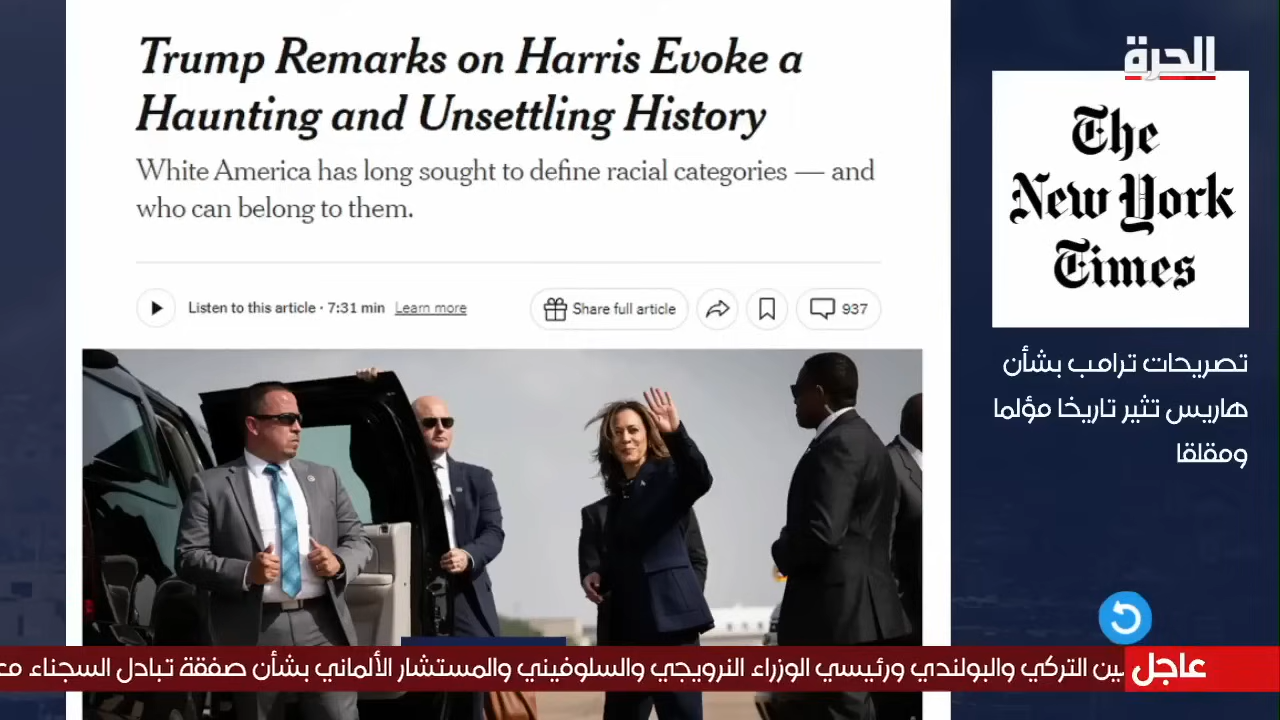 Trump Remarks on Harris Evoke a
Haunting and Unsettling History
White America has long sought to define racial categories — and
who can belong to them.
Listen to this article · 7:31 min Learn more
Share full article
937
الحرة
The
New York
Times
تصريحات ترامب بشأن
هاريس تثير تاريخا مؤلما
ومقلقا
عاجل
التركي والبولندي ورئيسي الوزراء النرويجي والسلوفيني والمستشار الألماني بشأن صفقة تبادل السجناء